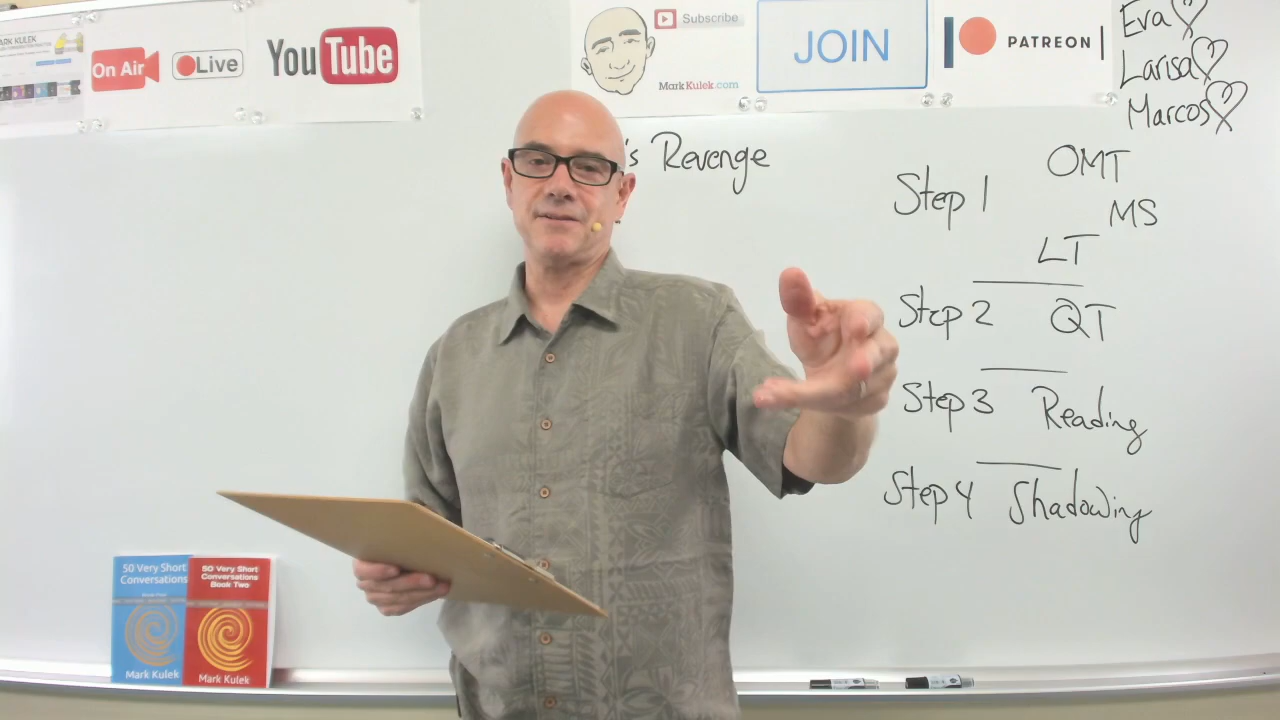 MARK KULEK
On Air
Live
YouTube
Subscribe
MarkKulek.com
JOIN
PATREON
Eva
Larisa
Marcos
's Revenge
Step 1
OMT
MS
LT
Step 2 QT
Step 3 Reading
Step 4 Shadowing
50 Very Short
Conversations
Mark Kulek
50 Very Short
Conversations
Book Two
Mark Kulek